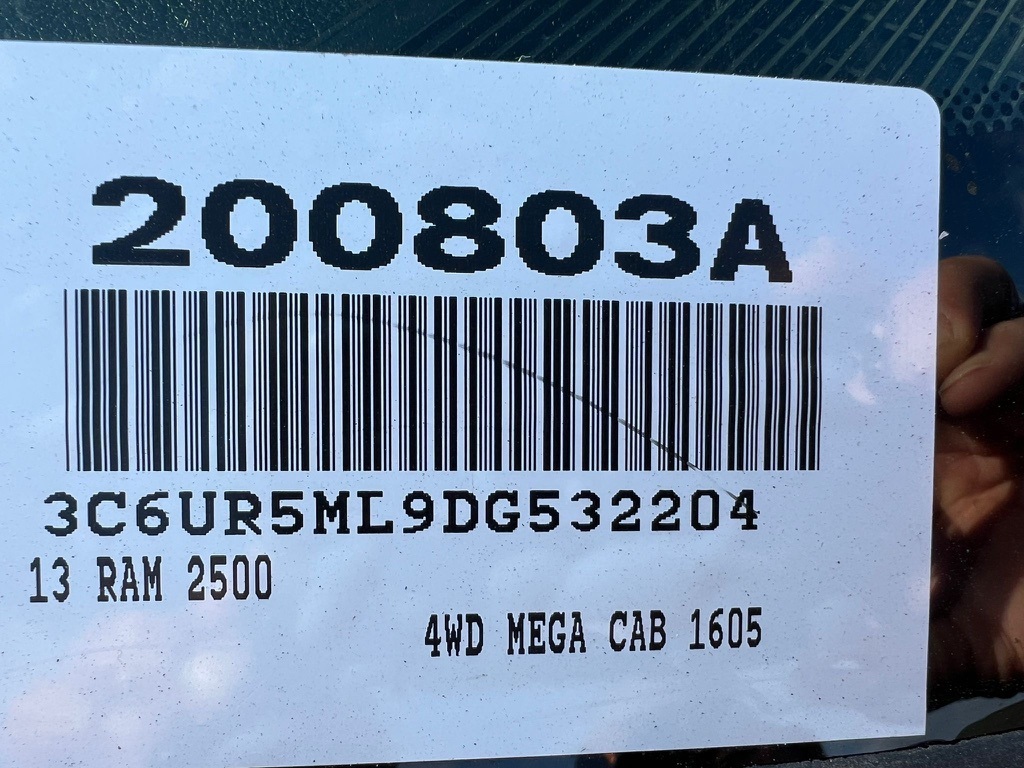 200803A
3C6UR5ML9DG532204
13 RAM 2500
4WD MEGA CAB 1605